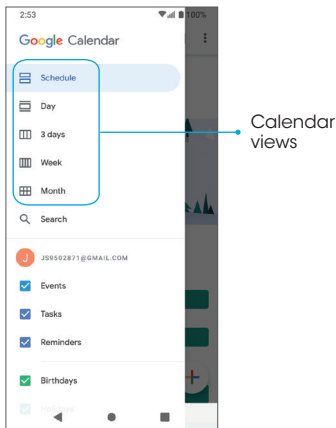 2:53
100%
Google Calendar
Schedule
Day
3 days
Week
Month
Search
J
JS9502871@GMAIL.COM
Events
Tasks
Reminders
Birthdays
Calendar
views